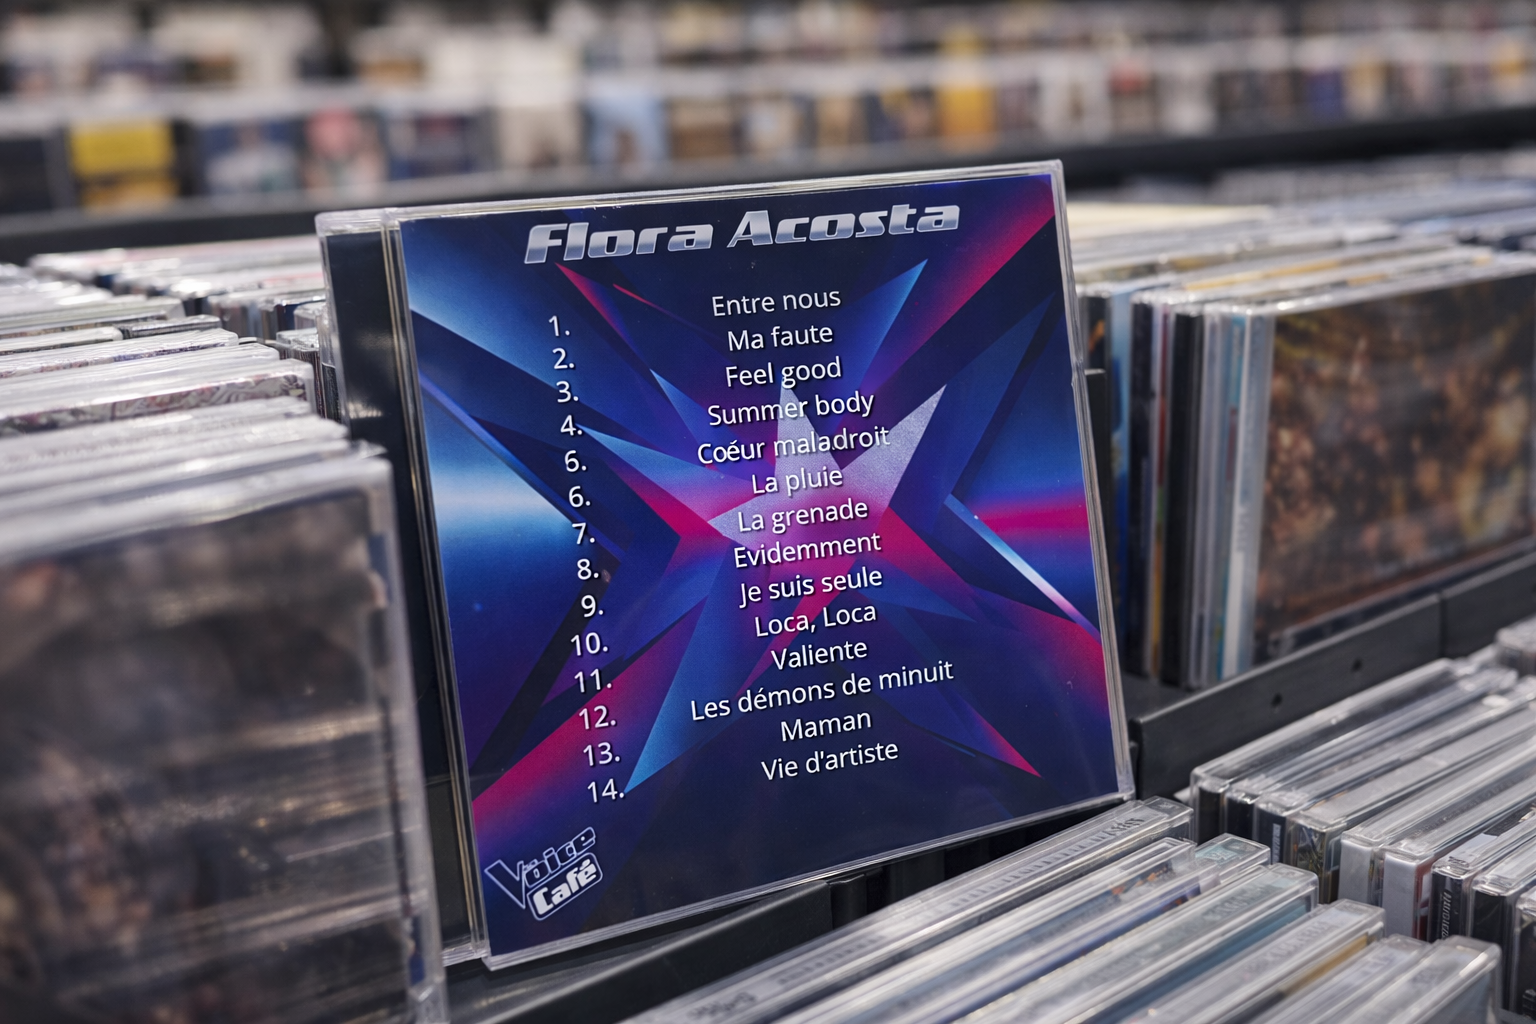 Flora Acosta
1. Entre nous
2. Ma faute
3. Feel good
4. Summer body
6. Coéur maladroit
6. La pluie
7. La grenade
8. Evidemment
9. Je suis seule
10. Loca, Loca
11. Valiente
12. Les démons de minuit
13. Maman
14. Vie d'artiste
Voice
Café